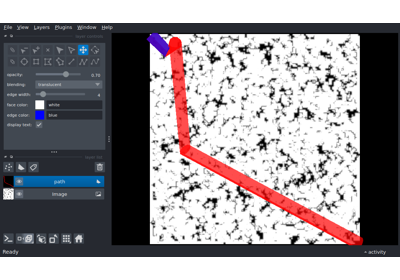 File View Layers Plugins Window Help
opacity: 0.70
blending: translucent
edge width:
face color: white
edge color: blue
display text:
path
Image
Ready
activity